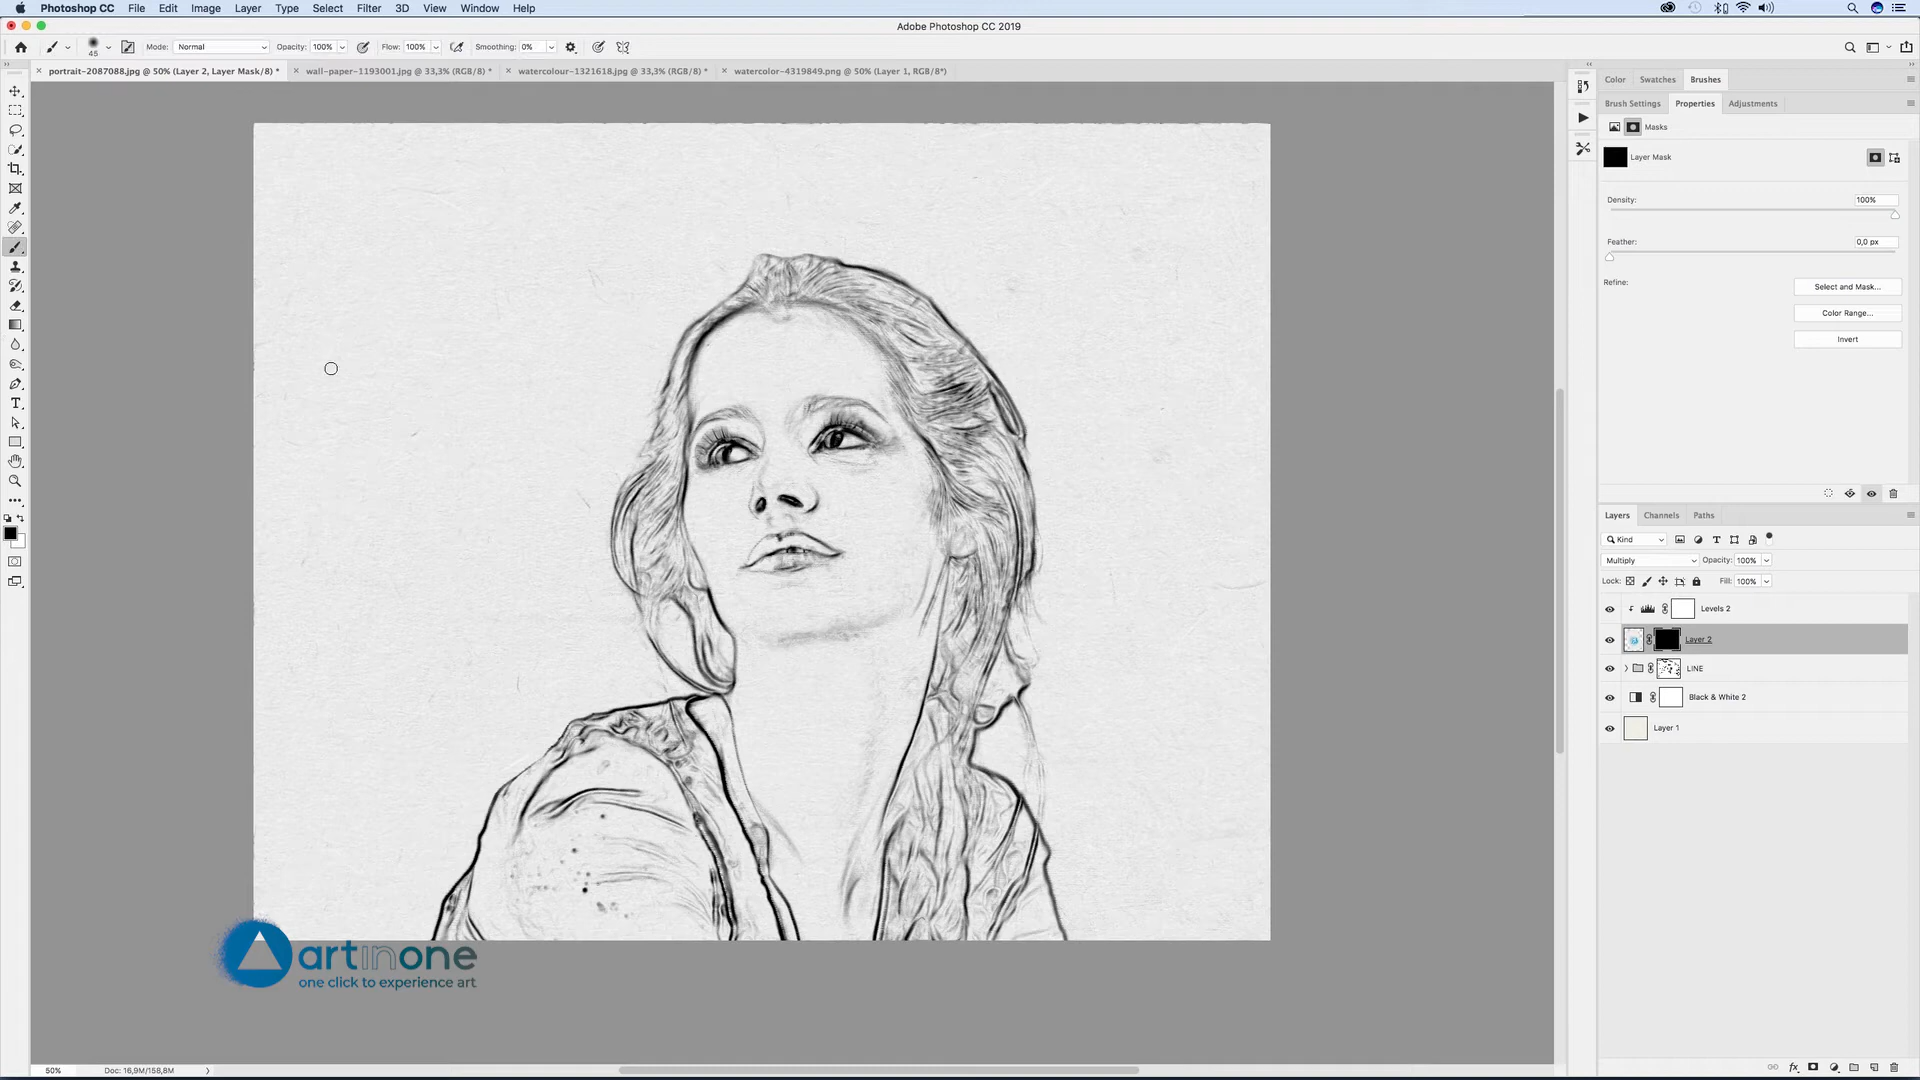 Photoshop CC File Edit Image Layer Type Select Filter 3D View Window Help
Adobe Photoshop CC 2019
45 Mode: Normal Opacity: 100% Flow: 100% Smoothing: 0%
portrait-2087088.jpg @ 50% (Layer 2, Layer Mask/8) * wall-paper-1193001.jpg @ 33,3% (RGB/8) * watercolour-1321618.jpg @ 33,3% (RGB/8) * watercolor-4319849.png @ 50% (Layer 1, RGB/8*)
Color Swatches Brushes
Brush Settings Properties Adjustments
Masks
Layer Mask
Density: 100%
Feather: 0,0 px
Refine: Select and Mask...
Color Range...
Invert
Layers Channels Paths
Kind
Multiply Opacity: 100%
Lock: Fill: 100%
Levels 2
Layer 2
LINE
Black & White 2
Layer 1
artinone
one click to experience art
50% Doc: 16,9M/158,8M